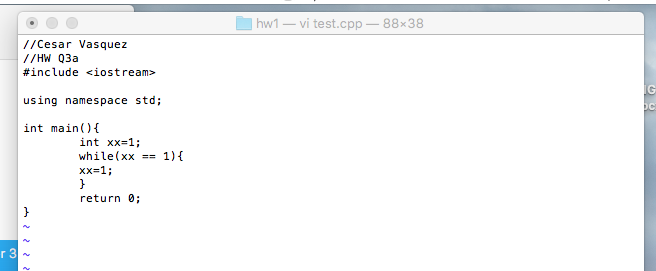 hw1 — vi test.cpp — 88×38
//Cesar Vasquez
//HW Q3a
#include <iostream>
using namespace std;
int main(){
int xx=1;
while(xx == 1){
xx=1;
}
return 0;
}
~
~
~
~
r 3